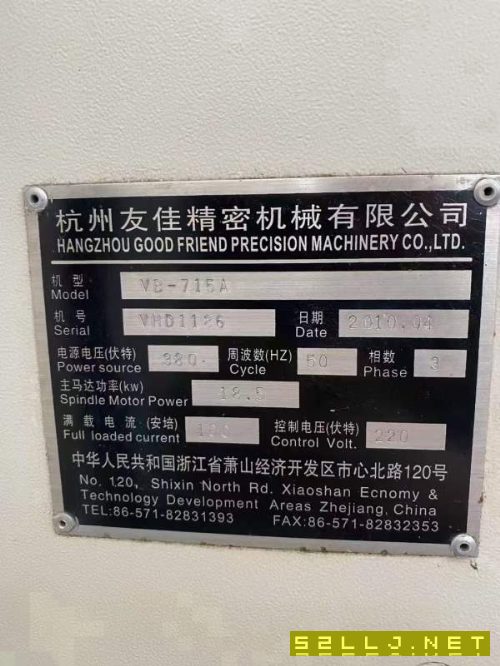 杭州友佳精密机械有限公司
HANGZHOU GOOD FRIEND PRECISION MACHINERY CO.,LTD.
机型 Model VB-715A
机号 Serial VMD1186 日期 Date 2010.04
电源电压(伏特) Power source 380 周波数(HZ) Cycle 50 相数 Phase 3
主马达功率(kw) Spindle Motor Power 18.5
满载电流(安培) Full loaded current 控制电压(伏特) Control Volt. 220
中华人民共和国浙江省萧山经济开发区市心北路120号
No. 120, Shixin North Rd. Xiaoshan Ecnomy &
Technology Development Areas Zhejiang, China
TEL:86-571-82831393 FAX:86-571-82832353
52LLJ.NET